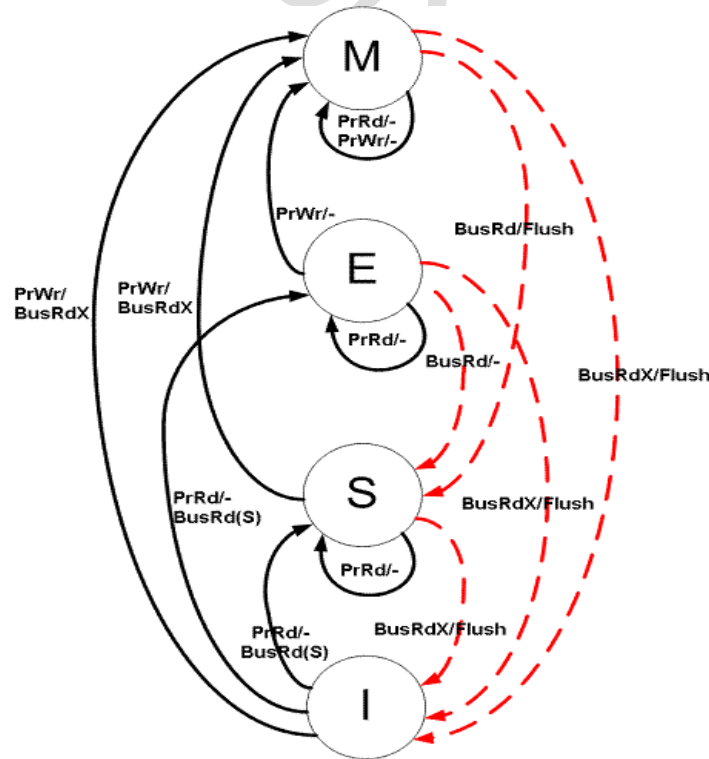 M
PrRd/-
PrWr/-
PrWr/-
BusRd/Flush
E
PrWr/
BusRdX
PrWr/
BusRdX
PrRd/-
BusRd/-
BusRdX/Flush
S
PrRd/-
BusRd(S)
BusRdX/Flush
PrRd/-
PrRd/-
BusRd(S)
BusRdX/Flush
I